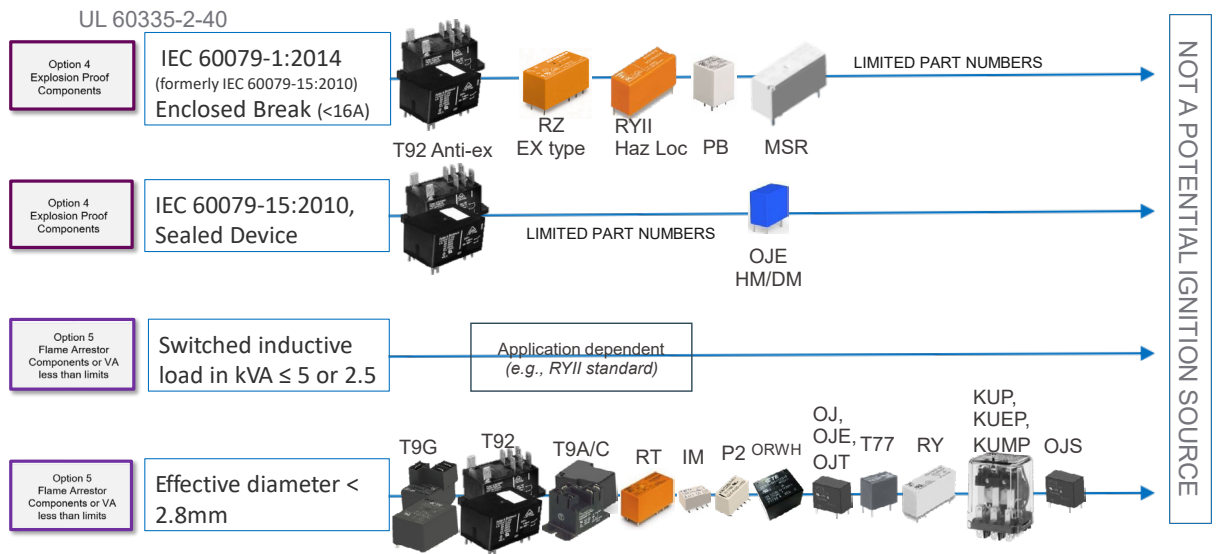 UL 60335-2-40
Option 4
Explosion Proof
Components
IEC 60079-1:2014
(formerly IEC 60079-15:2010)
Enclosed Break (<16A)
T92 Anti-ex
RZ
EX type
RYII
Haz Loc
PB
MSR
LIMITED PART NUMBERS
Option 4
Explosion Proof
Components
IEC 60079-15:2010,
Sealed Device
LIMITED PART NUMBERS
OJE
HM/DM
Option 5
Flame Arrestor
Components or VA
less than limits
Switched inductive
load in kVA ≤ 5 or 2.5
Application dependent
(e.g., RYII standard)
Option 5
Flame Arrestor
Components or VA
less than limits
Effective diameter <
2.8mm
T9G
T92
T9A/C
RT
IM
P2
ORWH
OJ,
OJE,
OJT
T77
RY
KUP,
KUEP,
KUMP
OJS
NOT A POTENTIAL IGNITION SOURCE